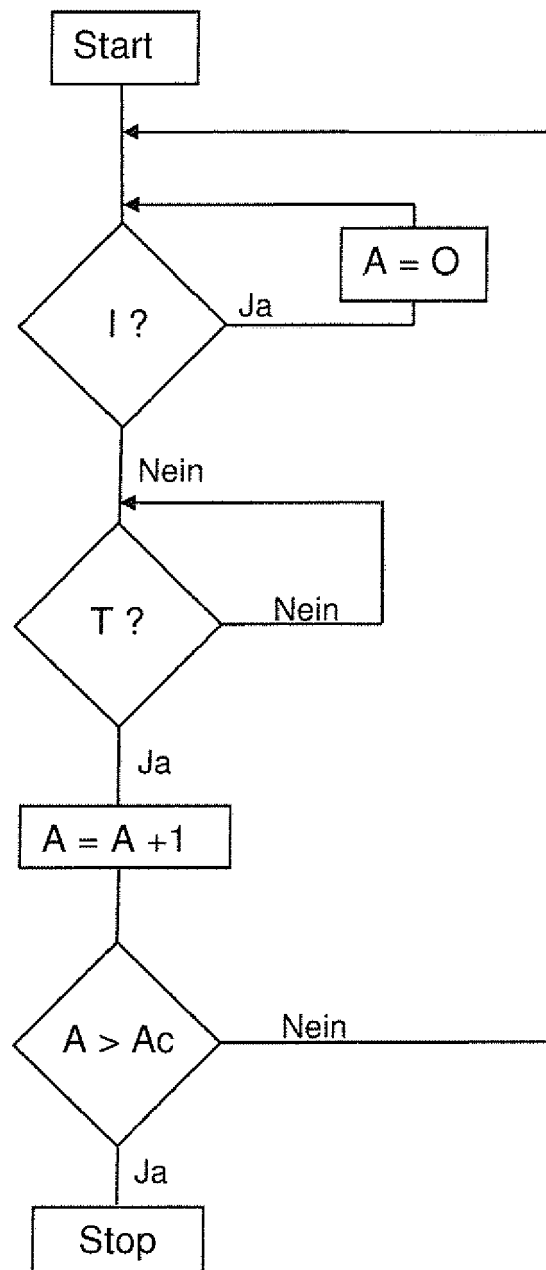 Start
A = O
I ?
Ja
Nein
T ?
Nein
Ja
A = A +1
A > Ac
Nein
Ja
Stop